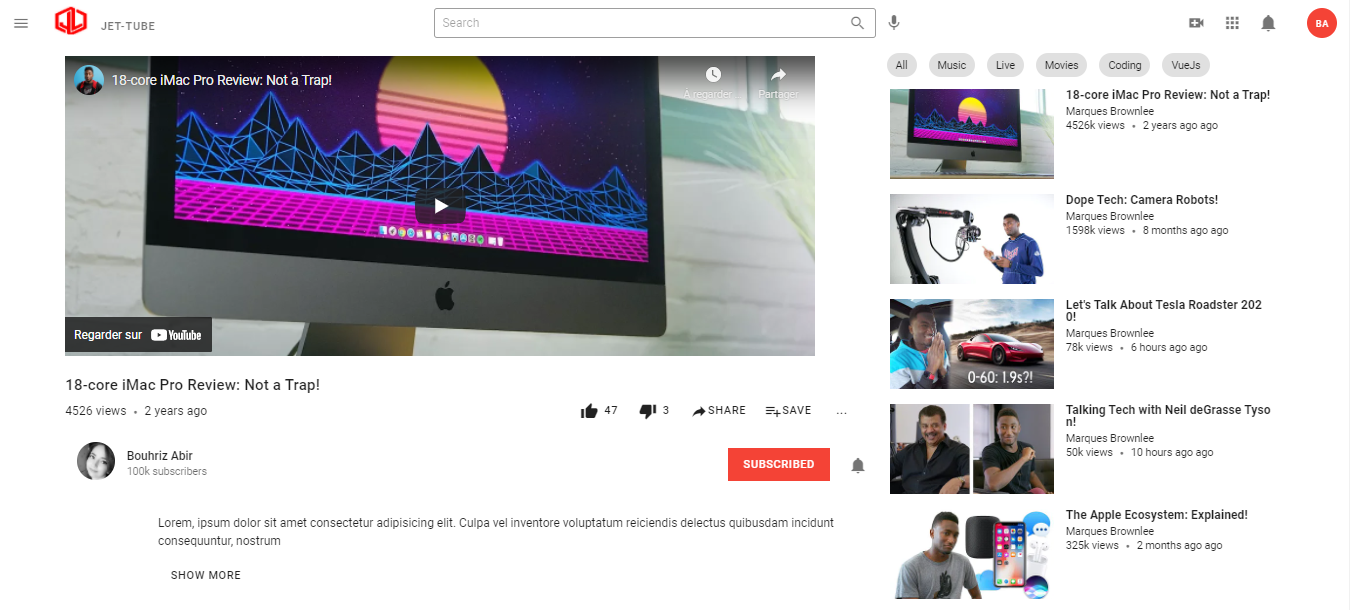 JET-TUBE
Search
BA
18-core iMac Pro Review: Not a Trap!
À regarder ...
Partager
Regarder sur YouTube
18-core iMac Pro Review: Not a Trap!
4526 views • 2 years ago
47
3
SHARE
SAVE
...
Bouhriz Abir
100k subscribers
SUBSCRIBED
Lorem, ipsum dolor sit amet consectetur adipisicing elit. Culpa vel inventore voluptatum reiciendis delectus quibusdam incidunt
consequuntur, nostrum
SHOW MORE
All
Music
Live
Movies
Coding
VueJs
18-core iMac Pro Review: Not a Trap!
Marques Brownlee
4526k views • 2 years ago ago
Dope Tech: Camera Robots!
Marques Brownlee
1598k views • 8 months ago ago
0-60: 1.9s?!
Let's Talk About Tesla Roadster 202
0!
Marques Brownlee
78k views • 6 hours ago ago
Talking Tech with Neil deGrasse Tyso
n!
Marques Brownlee
50k views • 10 hours ago ago
The Apple Ecosystem: Explained!
Marques Brownlee
325k views • 2 months ago ago